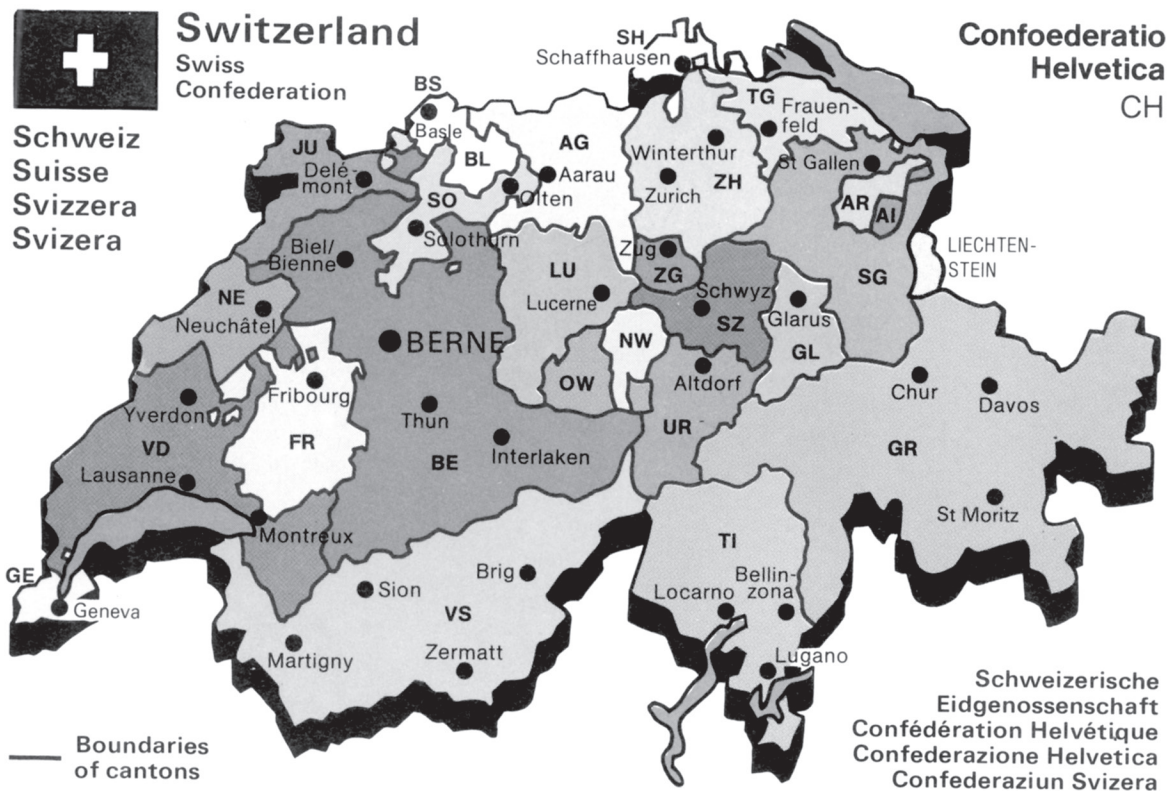 Switzerland
Swiss
Confederation
Schweiz
Suisse
Svizzera
Svizera
Confoederatio
Helvetica
CH
SH
Schaffhausen
BS
Basle
TG
Frauen-
feld
JU
Delé-
mont
BL
AG
Aarau
Winterthur
Zurich
ZH
St Gallen
Olten
SO
Solothurn
AR
AI
Biel/
Bienne
Zug
ZG
LIECHTEN-
STEIN
LU
Lucerne
Schwyz
SZ
SG
Glarus
GL
NE
Neuchâtel
BERNE
NW
OW
Altdorf
UR
Chur
Davos
Fribourg
FR
Yverdon
VD
Lausanne
Thun
BE
Interlaken
GR
St Moritz
Montreux
TI
GE
Geneva
Sion
Brig
VS
Martigny
Zermatt
Locarno
Bellin-
zona
Lugano
Boundaries
of cantons
Schweizerische
Eidgenossenschaft
Confédération Helvétique
Confederazione Helvetica
Confederaziun Svizera